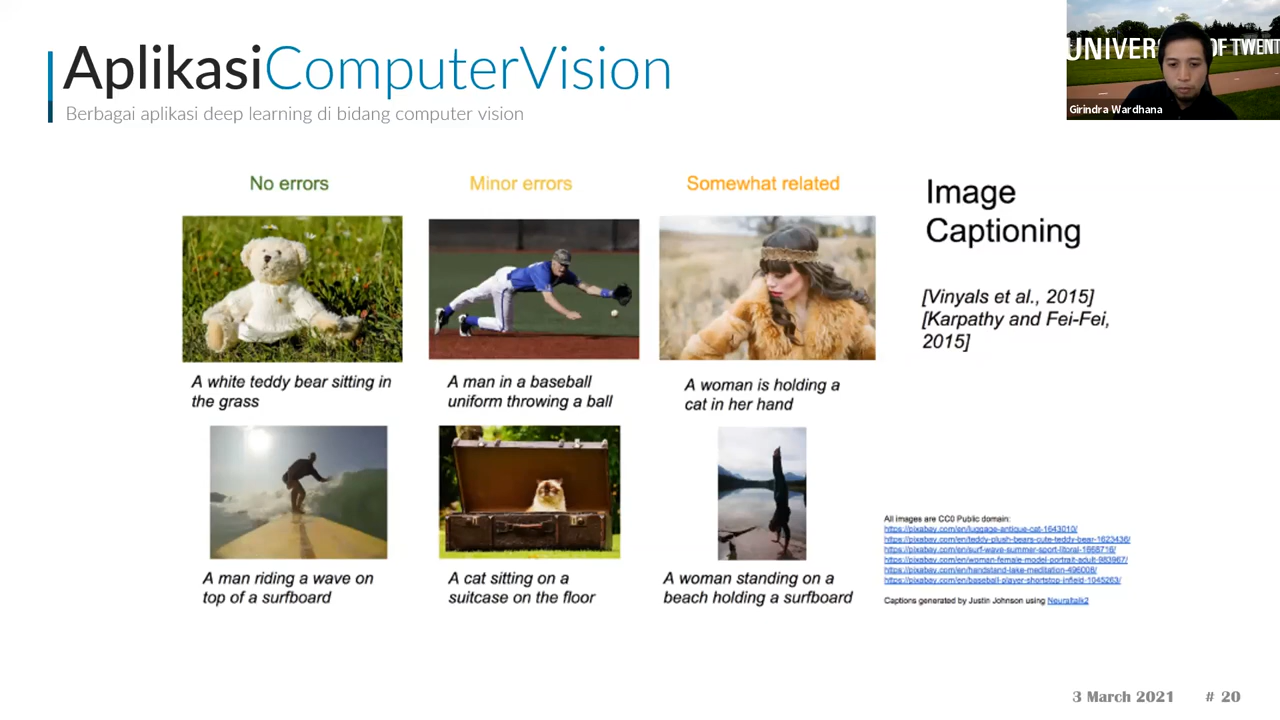 AplikasiComputerVision
Berbagai aplikasi deep learning di bidang computer vision
UNIVER OF TWENT
Girindra Wardhana
No errors
Minor errors
Somewhat related
Image
Captioning
[Vinyals et al., 2015]
[Karpathy and Fei-Fei,
2015]
A white teddy bear sitting in
the grass
A man in a baseball
uniform throwing a ball
A woman is holding a
cat in her hand
A man riding a wave on
top of a surfboard
A cat sitting on a
suitcase on the floor
A woman standing on a
beach holding a surfboard
All images are CC0 Public domain:
https://pixabay.com/en/luggage-antique-cat-1643010/
https://pixabay.com/en/teddy-plush-bears-cute-teddy-bear-1623436/
https://pixabay.com/en/surf-wave-summer-sport-litoral-1668716/
https://pixabay.com/en/woman-female-model-portrait-adult-983967/
https://pixabay.com/en/handstand-lake-meditation-496008/
https://pixabay.com/en/baseball-player-shortstop-infield-1045263/
Captions generated by Justin Johnson using Neuraltalk2
3 March 2021 # 20